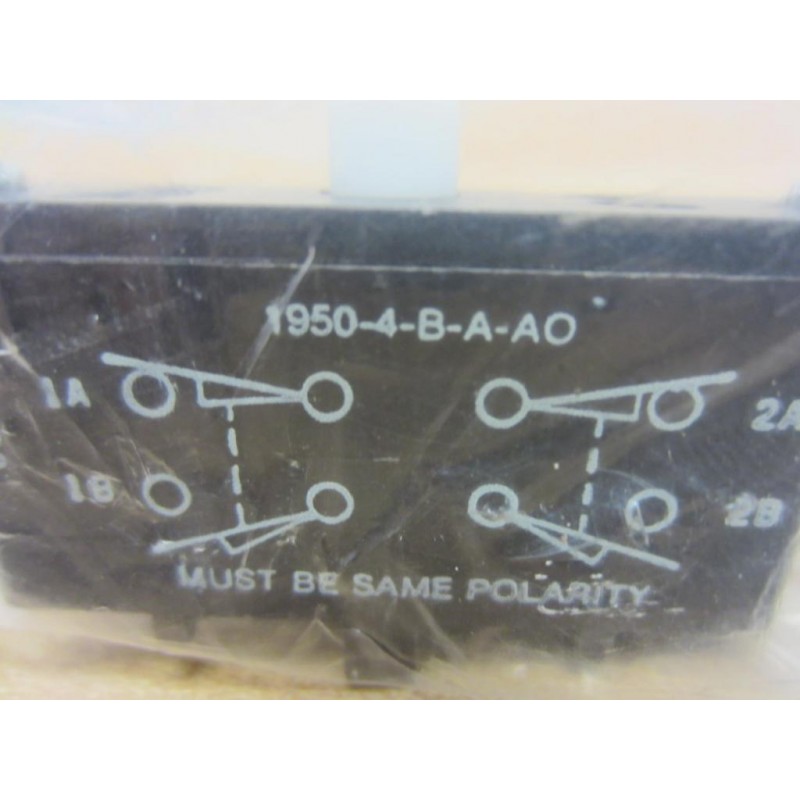 1950-4-B-A-AO
1A 2A
1B 2B
MUST BE SAME POLARITY